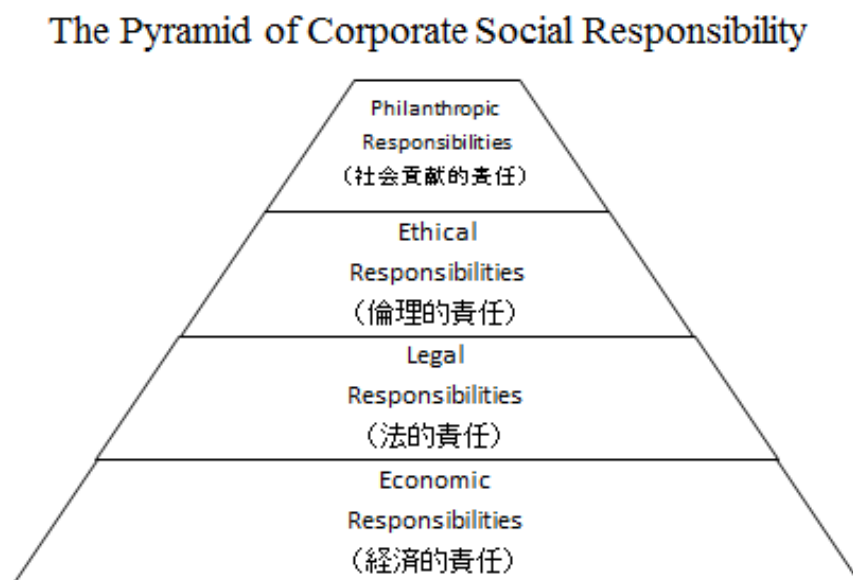 The Pyramid of Corporate Social Responsibility
Philanthropic
Responsibilities
（社会貢献的責任）
Ethical
Responsibilities
（倫理的責任）
Legal
Responsibilities
（法的責任）
Economic
Responsibilities
（経済的責任）